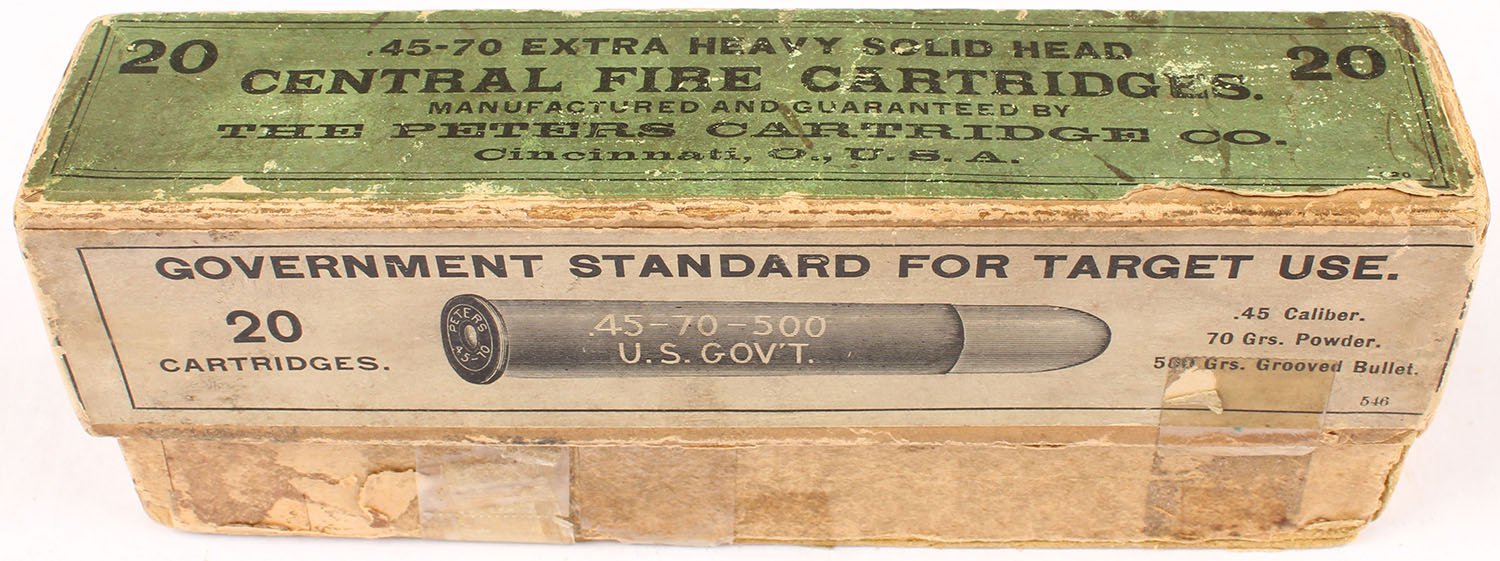 20 .45-70 EXTRA HEAVY SOLID HEAD 20
CENTRAL FIRE CARTRIDGES.
MANUFACTURED AND GUARANTEED BY
THE PETERS CARTRIDGE CO.
Cincinnati, O., U. S. A.
20
GOVERNMENT STANDARD FOR TARGET USE.
20
CARTRIDGES.
PETERS
45-70
.45-70-500
U.S. GOV'T.
.45 Caliber.
70 Grs. Powder.
500 Grs. Grooved Bullet.
546